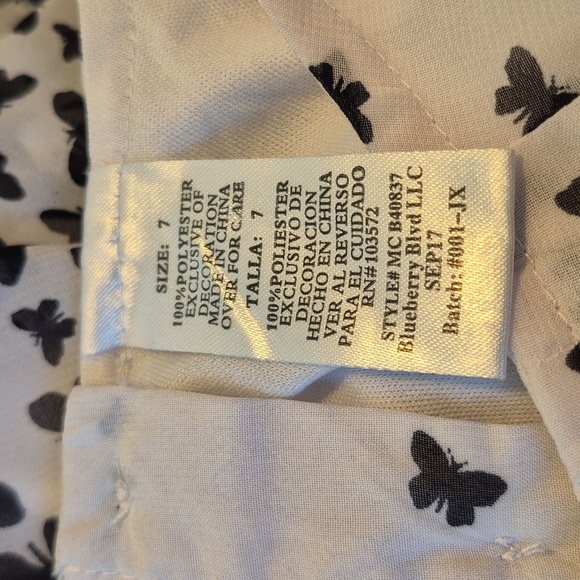 SIZE: 7
100%POLYESTER
EXCLUSIVE OF
DECORATION
MADE IN CHINA
OVER FOR CARE
TALLA: 7
100%POLIESTER
EXCLUSIVO DE
DECORACION
HECHO EN CHINA
VER AL REVERSO
PARA EL CUIDADO
RN#103572
STYLE# MC B40837
Blueberry Blvd LLC
SEP17
Batch: #001-JX